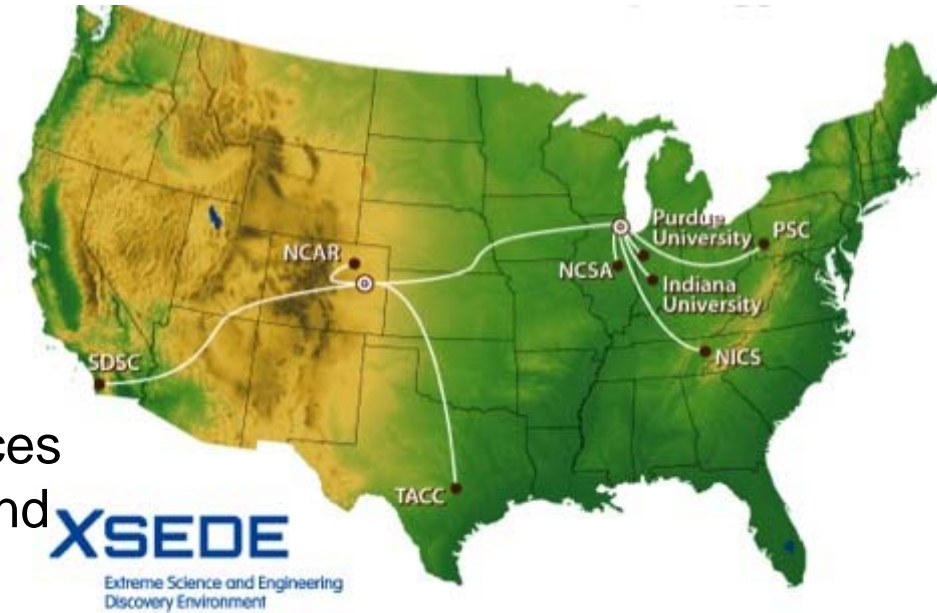 NCAR
Purdue
University
PSC
NCSA
Indiana
University
SDSC
NICS
TACC
ces
nd
XSEDE
Extreme Science and Engineering
Discovery Environment